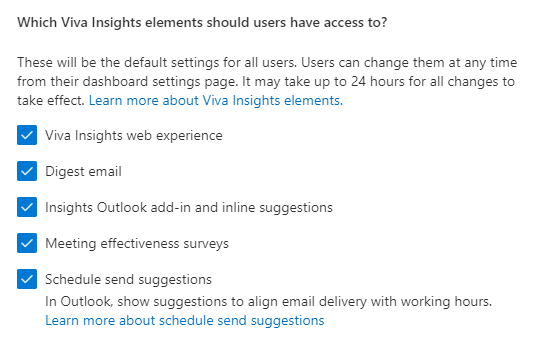 Which Viva Insights elements should users have access to?
These will be the default settings for all users. Users can change them at any time
from their dashboard settings page. It may take up to 24 hours for all changes to
take effect. Learn more about Viva Insights elements.
Viva Insights web experience
Digest email
Insights Outlook add-in and inline suggestions
Meeting effectiveness surveys
Schedule send suggestions
In Outlook, show suggestions to align email delivery with working hours.
Learn more about schedule send suggestions